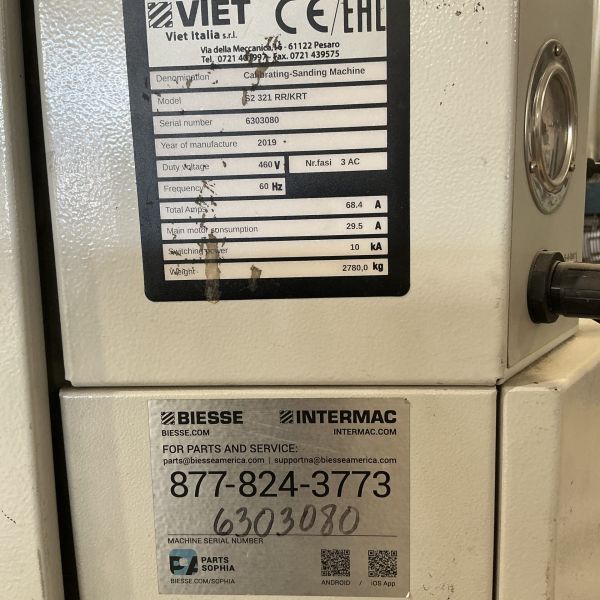 VIET CE EAC
Viet Italia s.r.l.
Via della Meccanica, 16 - 61122 Pesaro
Fax. 0721 439575
Denomination Calibrating-Sanding Machine
Model S2 321 RR/KRT
Serial number 6303080
Year of manufacture 2019
Duty voltage 460 V Nr.fasi 3 AC
Frequency 60 Hz
Total Amps 68.4 A
Main motor consumption 29.5 A
Switching power 10 kA
Weight 2780,0 kg
BIESSE INTERMAC
BIESSE.COM INTERMAC.COM
FOR PARTS AND SERVICE:
parts@biesseamerica.com | supportna@biesseamerica.com
877-824-3773
6303080
MACHINE SERIAL NUMBER
PARTS
SOPHIA
BIESSE.COM/SOPHIA ANDROID / iOS App